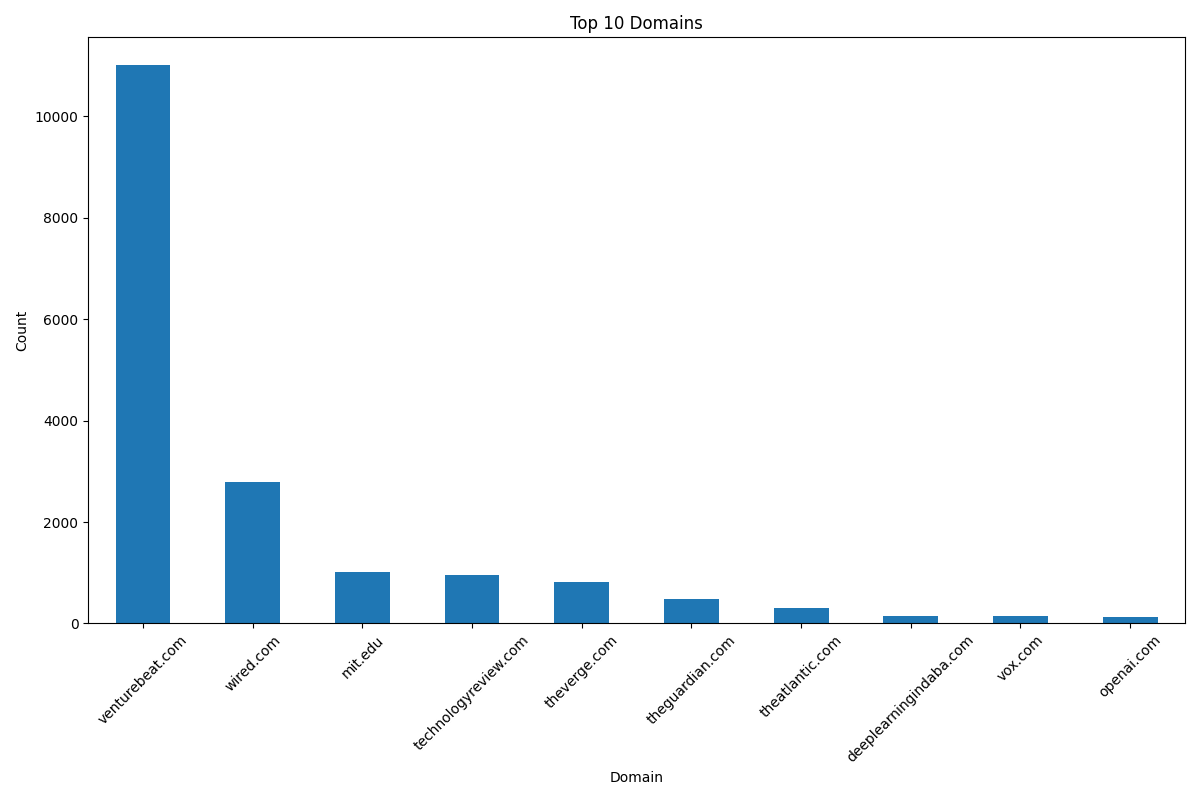 Top 10 Domains
10000
8000
6000
4000
2000
0
Count
venturebeat.com
wired.com
mit.edu
technologyreview.com
theverge.com
theguardian.com
theatlantic.com
deeplearningindaba.com
vox.com
openai.com
Domain